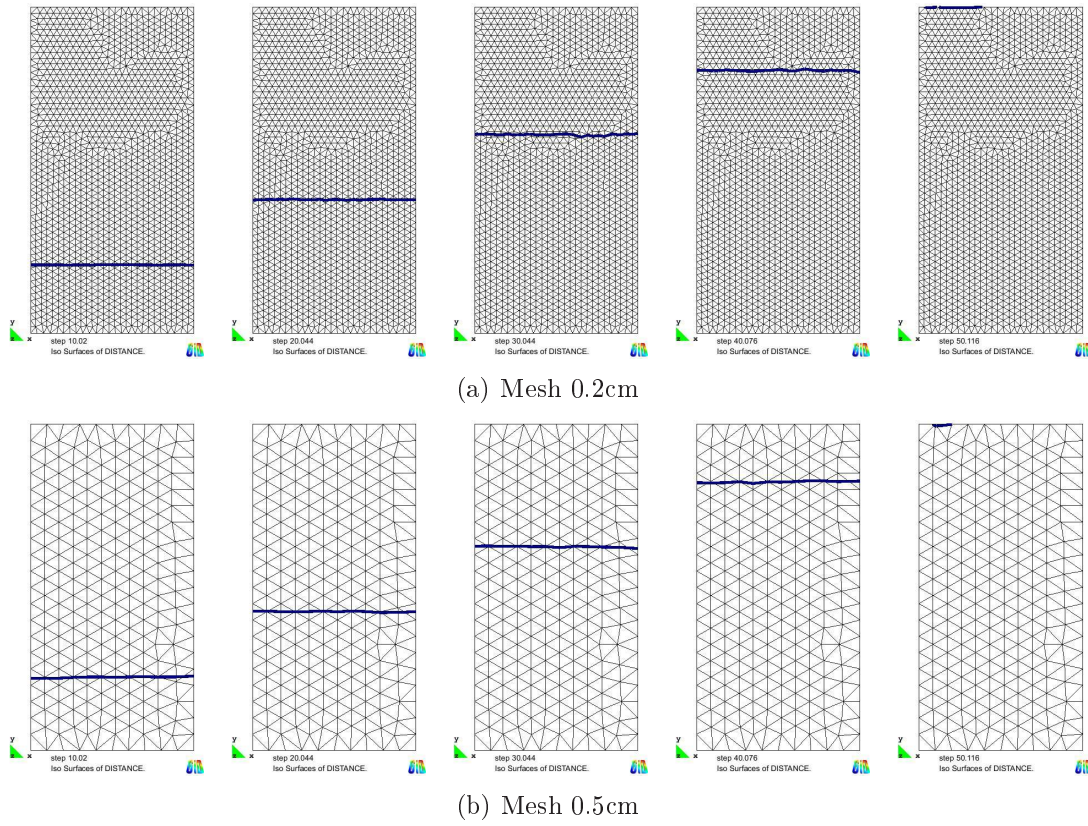 y
x
step 10.02
Iso Surfaces of DISTANCE.
y
x
step 20.044
Iso Surfaces of DISTANCE.
y
x
step 30.044
Iso Surfaces of DISTANCE.
y
x
step 40.076
Iso Surfaces of DISTANCE.
y
x
step 50.116
Iso Surfaces of DISTANCE.
(a) Mesh 0.2cm
y
x
step 10.02
Iso Surfaces of DISTANCE.
y
x
step 20.044
Iso Surfaces of DISTANCE.
y
x
step 30.044
Iso Surfaces of DISTANCE.
y
x
step 40.076
Iso Surfaces of DISTANCE.
y
x
step 50.116
Iso Surfaces of DISTANCE.
(b) Mesh 0.5cm